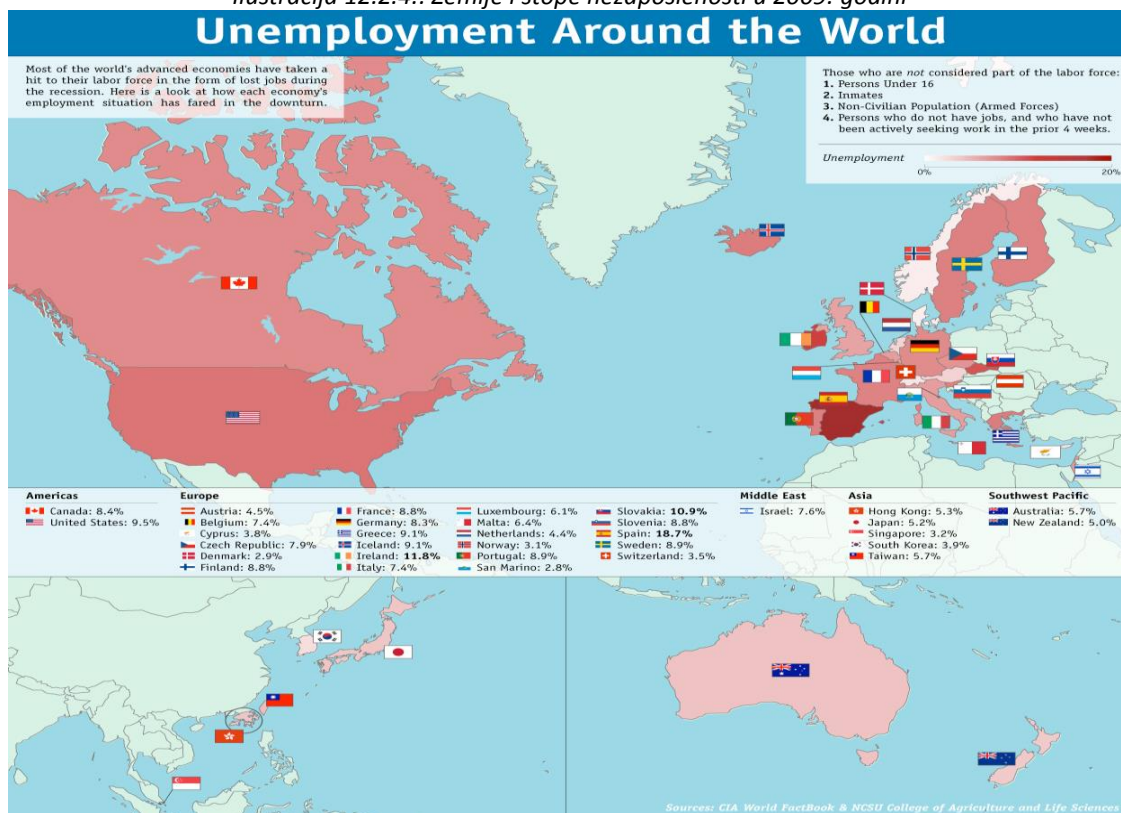 Ilustracija 12.2.4.: Zemlje i stope nezaposlenosti u 2009. godini
Unemployment Around the World
Most of the world's advanced economies have taken a
hit to their labor force in the form of lost jobs during
the recession. Here is a look at how each economy's
employment situation has fared in the downturn.
Those who are not considered part of the labor force:
1. Persons Under 16
2. Inmates
3. Non-Civilian Population (Armed Forces)
4. Persons who do not have jobs, and who have not
been actively seeking work in the prior 4 weeks.
Unemployment
0%
20%
Americas
Canada: 8.4%
United States: 9.5%
Europe
Austria: 4.5%
Belgium: 7.4%
Cyprus: 3.8%
Czech Republic: 7.9%
Denmark: 2.9%
Finland: 8.8%
France: 8.8%
Germany: 8.3%
Greece: 9.1%
Iceland: 9.1%
Ireland: 11.8%
Italy: 7.4%
Luxembourg: 6.1%
Malta: 6.4%
Netherlands: 4.4%
Norway: 3.1%
Portugal: 8.9%
San Marino: 2.8%
Slovakia: 10.9%
Slovenia: 8.8%
Spain: 18.7%
Sweden: 8.9%
Switzerland: 3.5%
Middle East
Israel: 7.6%
Asia
Hong Kong: 5.3%
Japan: 5.2%
Singapore: 3.2%
South Korea: 3.9%
Taiwan: 5.7%
Southwest Pacific
Australia: 5.7%
New Zealand: 5.0%
Sources: CIA World FactBook & NCSU College of Agriculture and Life Sciences